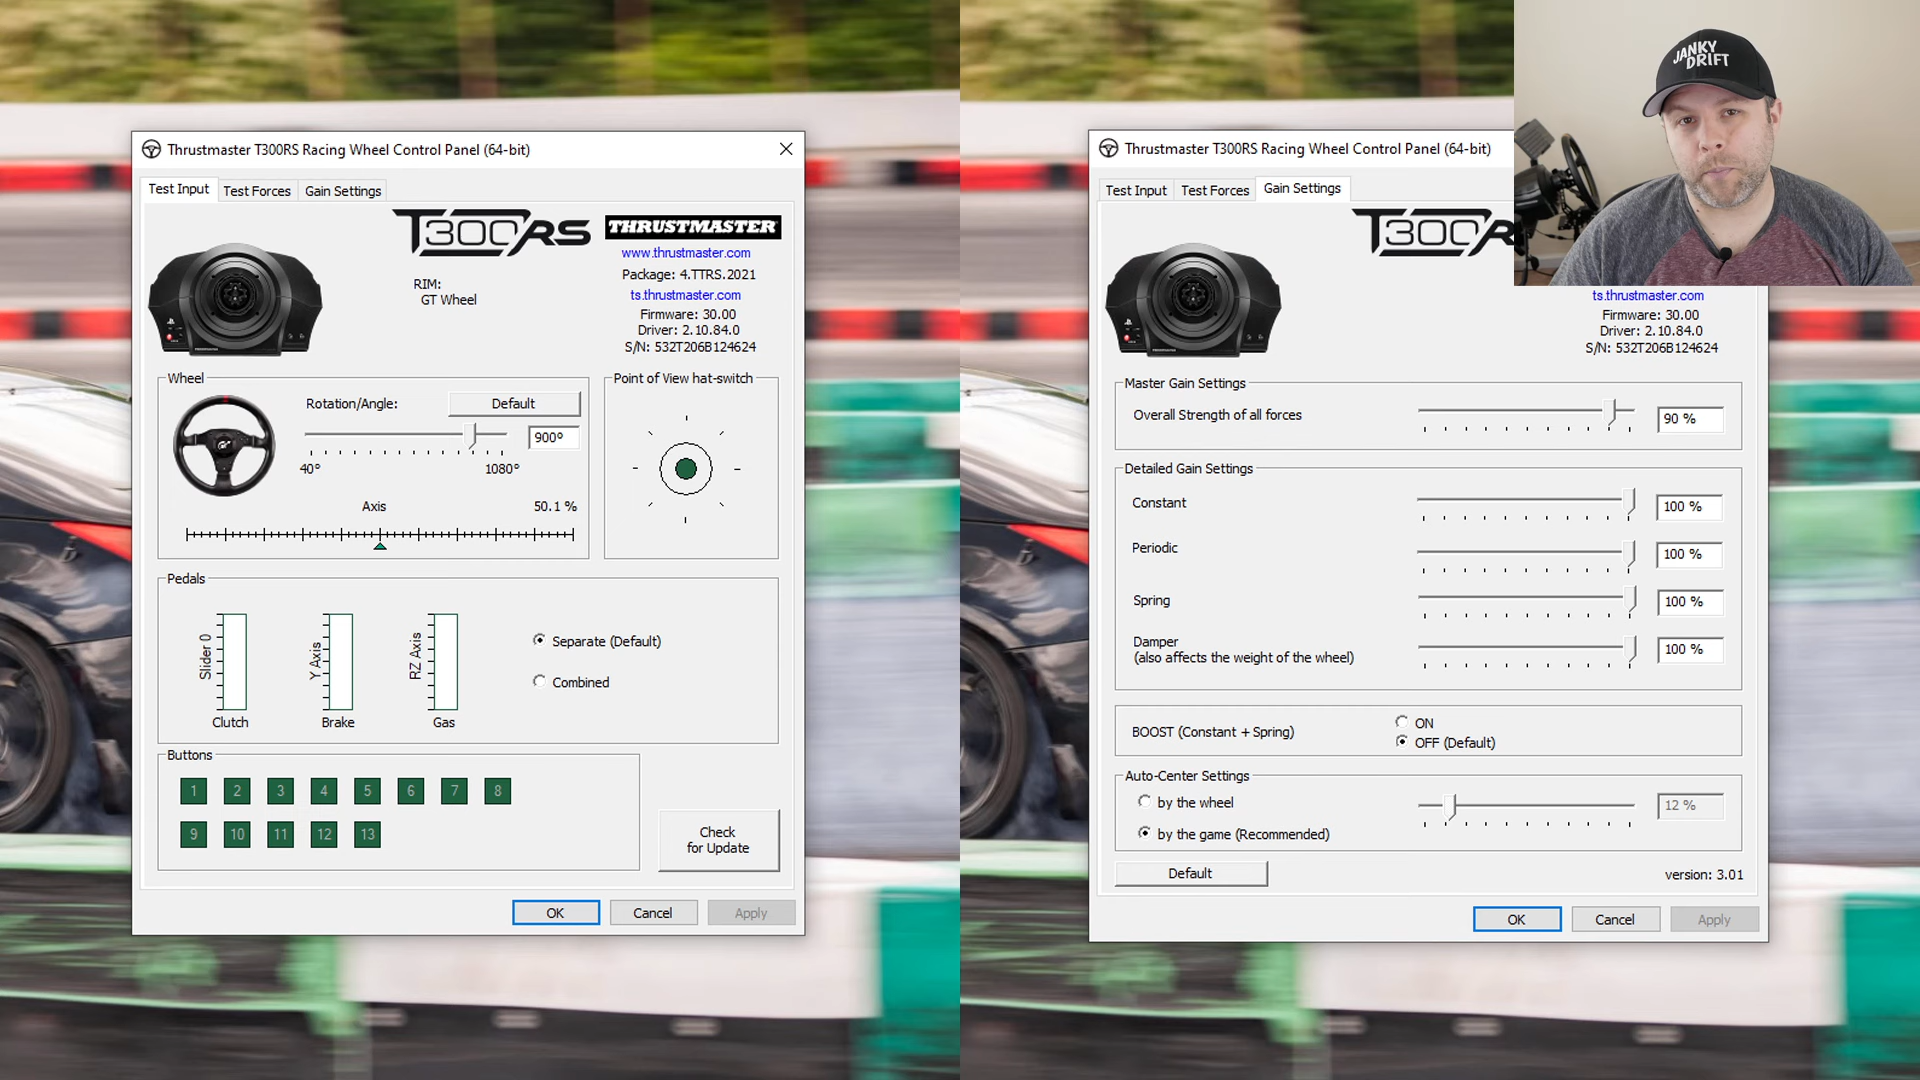 Thrustmaster T300RS Racing Wheel Control Panel (64-bit)
Test Input
Test Forces
Gain Settings
T300RS
THRUSTMASTER
www.thrustmaster.com
RIM:
GT Wheel
Package: 4.TTRS.2021
ts.thrustmaster.com
Firmware: 30.00
Driver: 2.10.84.0
S/N: 532T206B124624
Wheel
Rotation/Angle:
Default
900°
40°
1080°
Axis
50.1 %
Point of View hat-switch
Pedals
Slider 0
Y Axis
RZ Axis
Clutch
Brake
Gas
Separate (Default)
Combined
Buttons
1 2 3 4 5 6 7 8
9 10 11 12 13
Check
for Update
OK
Cancel
Apply
Thrustmaster T300RS Racing Wheel Control Panel (64-bit)
Test Input
Test Forces
Gain Settings
T300R
ts.thrustmaster.com
Firmware: 30.00
Driver: 2.10.84.0
S/N: 532T206B124624
Master Gain Settings
Overall Strength of all forces
90 %
Detailed Gain Settings
Constant
100 %
Periodic
100 %
Spring
100 %
Damper
(also affects the weight of the wheel)
100 %
BOOST (Constant + Spring)
ON
OFF (Default)
Auto-Center Settings
by the wheel
12 %
by the game (Recommended)
Default
version: 3.01
OK
Cancel
Apply
JANKY
DRIFT